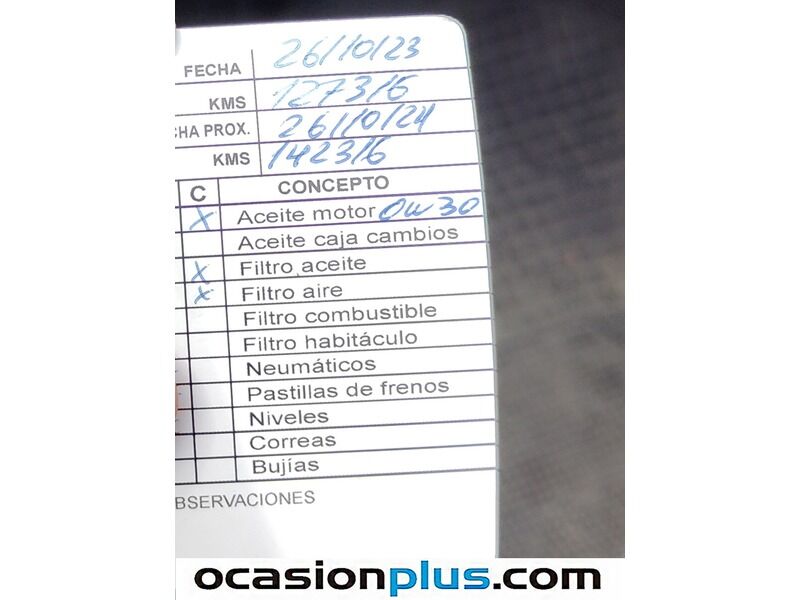 FECHA 26/10/23
KMS 127316
CHA PROX. 26/10/24
KMS 142316
C CONCEPTO
X Aceite motor 0W30
Aceite caja cambios
X Filtro aceite
X Filtro aire
Filtro combustible
Filtro habitáculo
Neumáticos
Pastillas de frenos
Niveles
Correas
Bujías
BSERVACIONES
ocasionplus.com